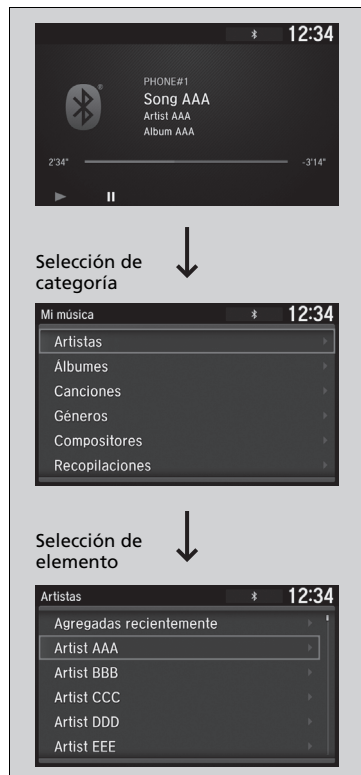 12:34
PHONE#1
Song AAA
Artist AAA
Album AAA
2'34"
-3'14"
Selección de
categoría
Mi música
12:34
Artistas
Álbumes
Canciones
Géneros
Compositores
Recopilaciones
Selección de
elemento
Artistas
12:34
Agregadas recientemente
Artist AAA
Artist BBB
Artist CCC
Artist DDD
Artist EEE